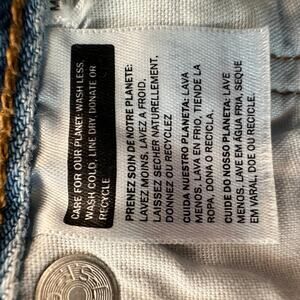 CARE FOR OUR PLANET: WASH LESS,
WASH COLD, LINE DRY, DONATE OR
RECYCLE
PRENEZ SOIN DE NOTRE PLANETE:
LAVEZ MOINS, LAVEZ A FROID,
LAISSEZ SECHER NATURELLEMENT,
DONNEZ OU RECYCLEZ
CUIDA NUESTRO PLANETA: LAVA
MENOS, LAVA EN FRIO, TIENDE LA
ROPA, DONA O RECICLA.
CUIDE DO NOSSO PLANETA: LAVE
MENOS, LAVE EM ÁGUA FRIA, SEQUE
EM VARAL, DOE OU RECICLE.